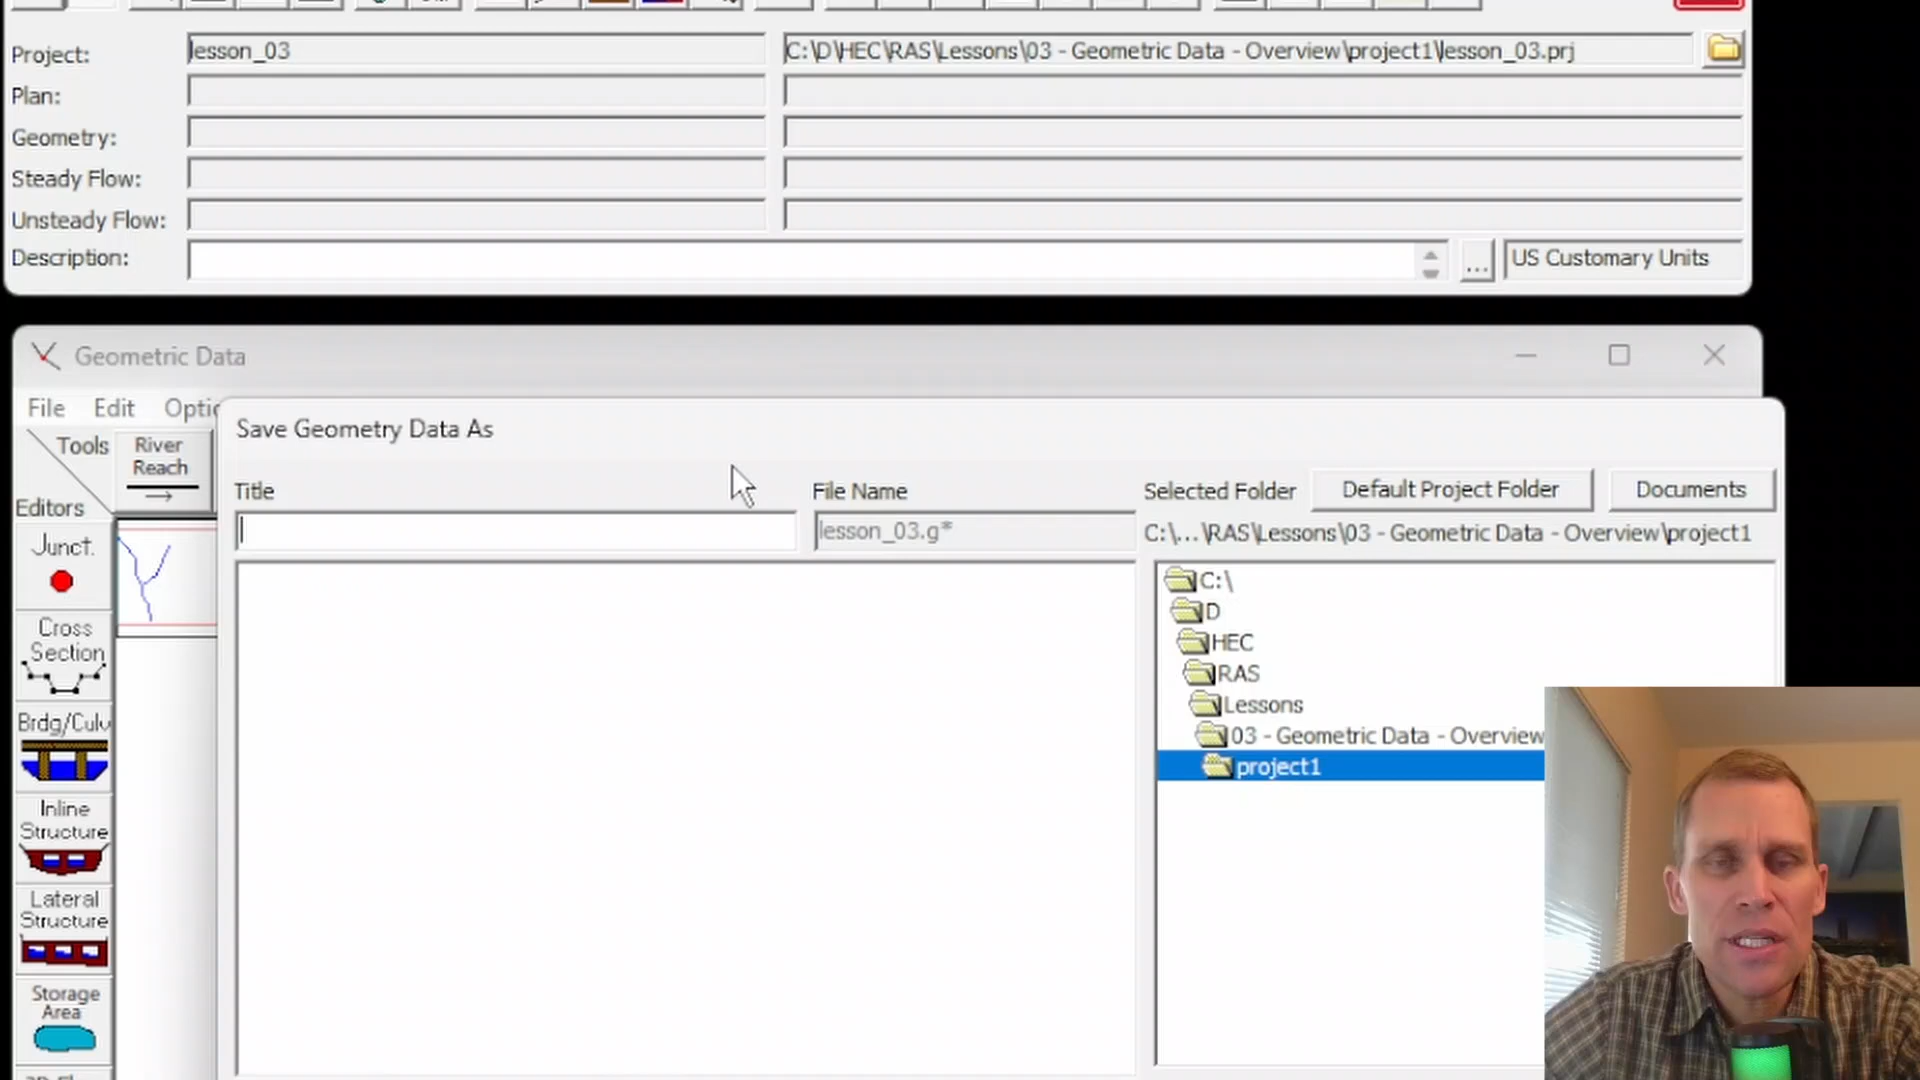 Project: lesson_03 C:\D\HEC\RAS\Lessons\03 - Geometric Data - Overview\project1\lesson_03.prj
Plan:
Geometry:
Steady Flow:
Unsteady Flow:
Description: ... US Customary Units
Geometric Data
File Edit
Save Geometry Data As
Tools River
Reach
Editors
Title File Name Selected Folder Default Project Folder Documents
lesson_03.g* C:\...\RAS\Lessons\03 - Geometric Data - Overview\project1
Junct.
C:\
D
HEC
RAS
Lessons
03 - Geometric Data - Overview
project1
Cross
Section
Brdg/Culv
Inline
Structure
Lateral
Structure
Storage
Area